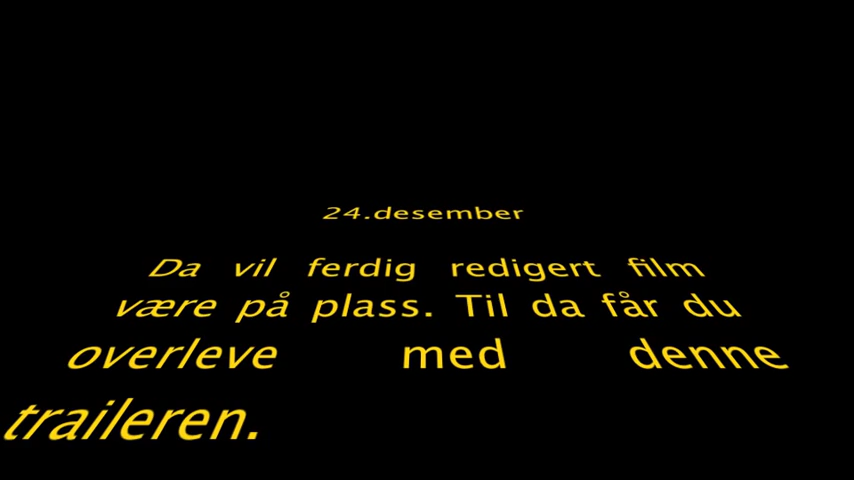 24.desember
Da vil ferdig redigert film
være på plass. Til da får du
overleve med denne
traileren.